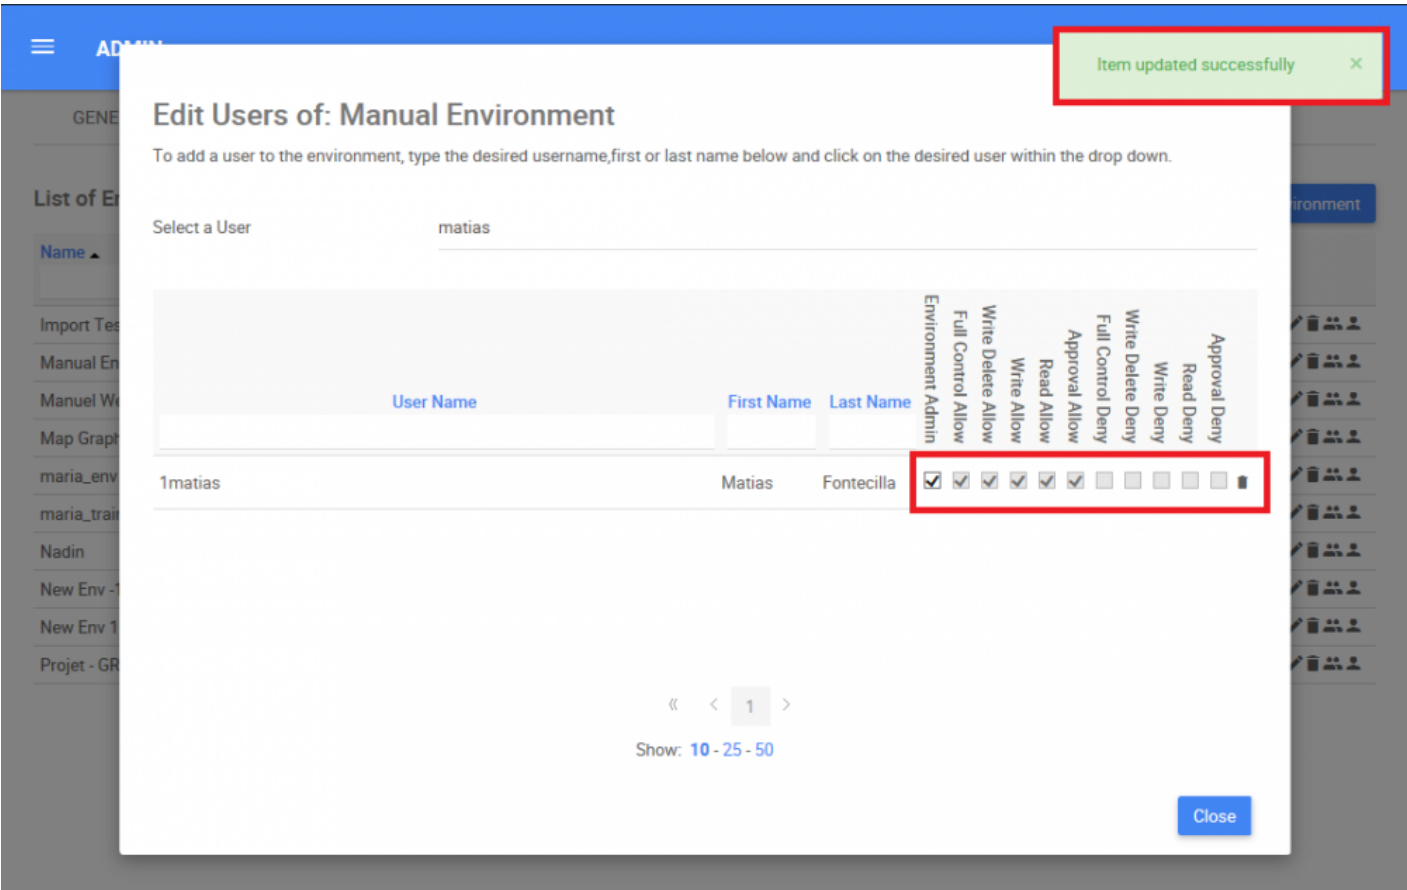 ADMIN
Item updated successfully ×
GENE
Edit Users of: Manual Environment
To add a user to the environment, type the desired username,first or last name below and click on the desired user within the drop down.
List of En
ironment
Select a User matias
Name
Environment Admin
Full Control Allow
Write Delete Allow
Write Allow
Read Allow
Approval Allow
Full Control Deny
Write Delete Deny
Write Deny
Read Deny
Approval Deny
User Name First Name Last Name
Import Tes
Manual En
Manuel We
Map Graph
maria_env
1matias Matias Fontecilla
maria_train
Nadin
New Env -1
New Env 1
Projet - GR
« < 1 >
Show: 10 - 25 - 50
Close